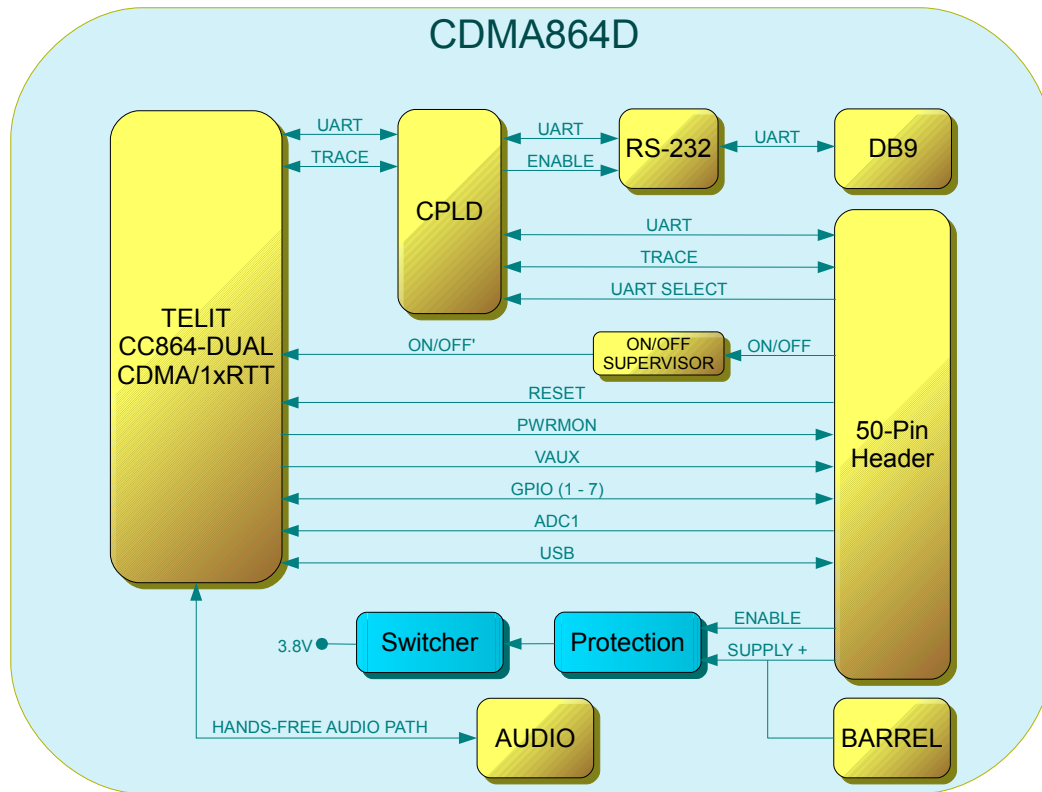 CDMA864D
UART
UART
RS-232
UART
DB9
TRACE
ENABLE
CPLD
UART
TRACE
UART SELECT
TELIT
CC864-DUAL
CDMA/1xRTT
ON/OFF'
ON/OFF
SUPERVISOR
ON/OFF
RESET
PWRMON
50-Pin
Header
VAUX
GPIO (1 - 7)
ADC1
USB
ENABLE
3.8V
Switcher
Protection
SUPPLY +
HANDS-FREE AUDIO PATH
AUDIO
BARREL